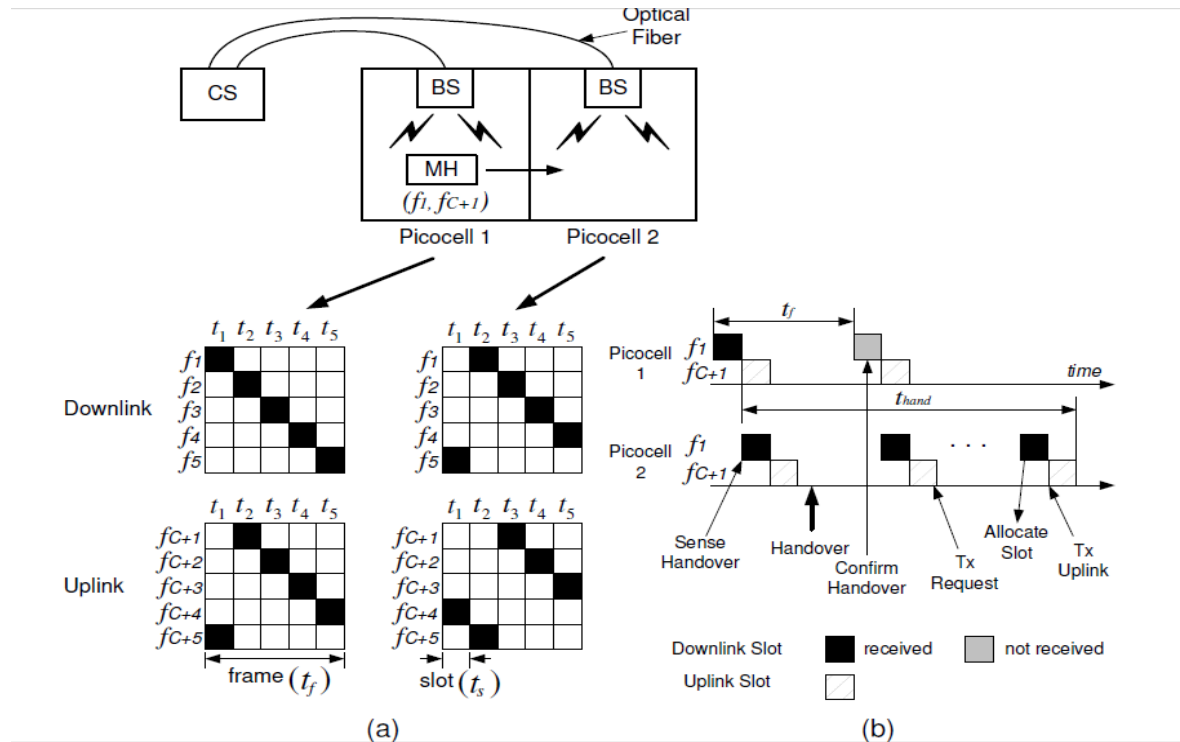 Optical
Fiber
CS
BS
BS
MH
(f1, fC+1)
Picocell 1
Picocell 2
t1 t2 t3 t4 t5
t1 t2 t3 t4 t5
Downlink
f1
f2
f3
f4
f5
f1
f2
f3
f4
f5
t1 t2 t3 t4 t5
t1 t2 t3 t4 t5
Uplink
fC+1
fC+2
fC+3
fC+4
fC+5
fC+1
fC+2
fC+3
fC+4
fC+5
frame (tf)
slot (ts)
(a)
tf
Picocell
1
f1
fC+1
time
thand
Picocell
2
f1
fC+1
. . .
Sense
Handover
Handover
Confirm
Handover
Tx
Request
Allocate
Slot
Tx
Uplink
Downlink Slot
received
not received
Uplink Slot
(b)